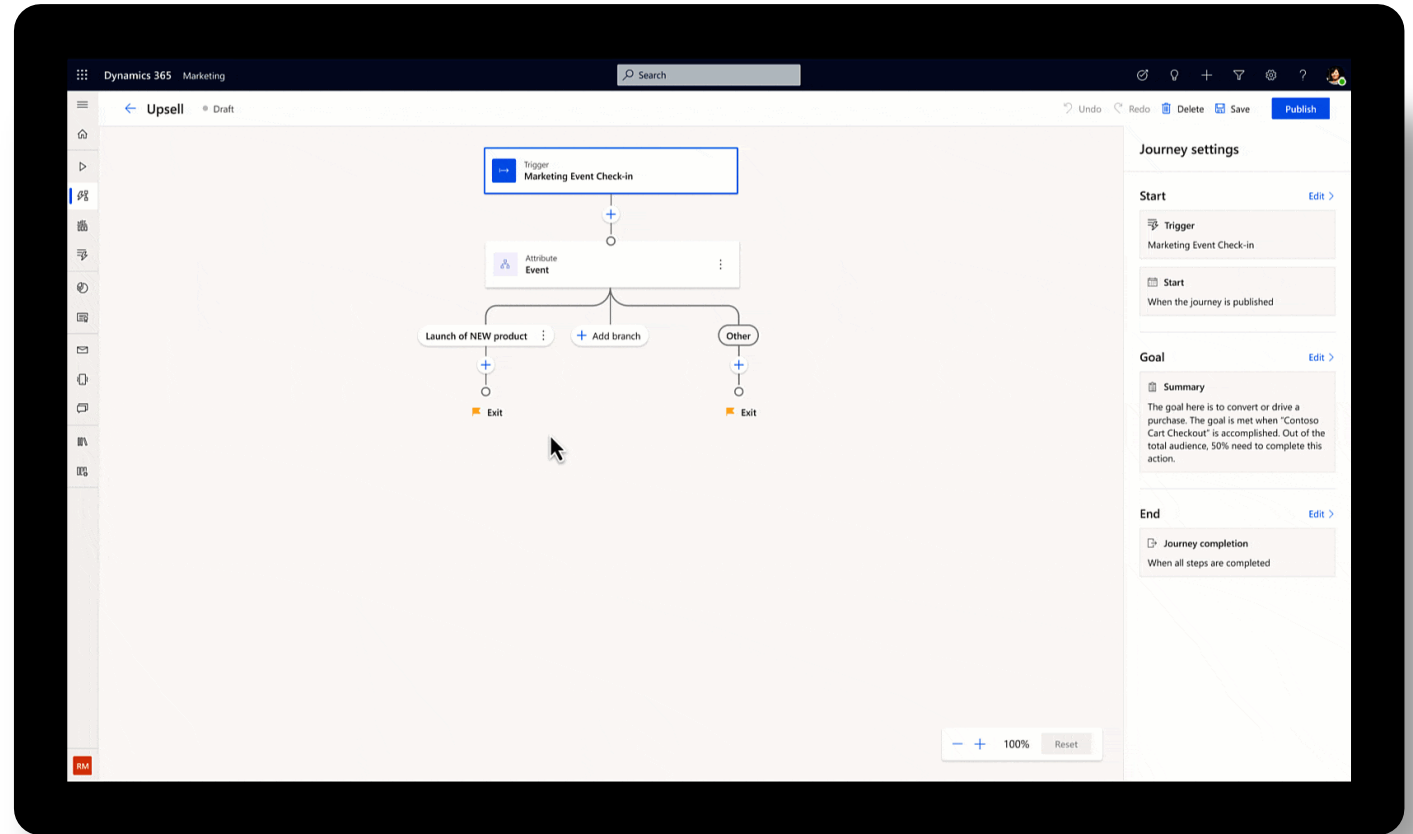 Dynamics 365 Marketing
Search
?
Upsell Draft
Undo Redo Delete Save Publish
Trigger
Marketing Event Check-in
Attribute
Event
Launch of NEW product
Add branch
Other
Exit
Exit
100% Reset
RM
Journey settings
Start Edit
Trigger
Marketing Event Check-in
Start
When the journey is published
Goal Edit
Summary
The goal here is to convert or drive a
purchase. The goal is met when "Contoso
Cart Checkout" is accomplished. Out of the
total audience, 50% need to complete this
action.
End Edit
Journey completion
When all steps are completed